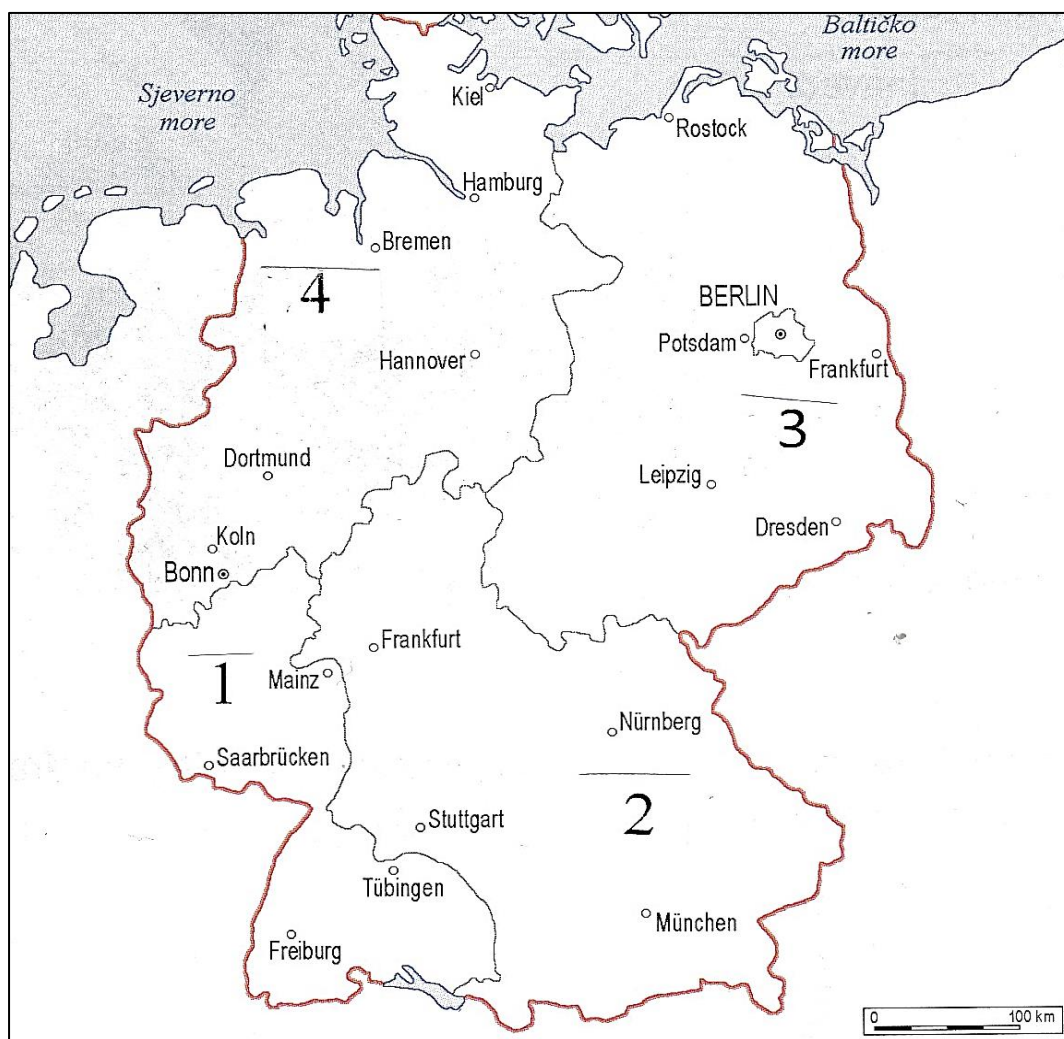 Baltičko
more
Sjeverno
more
Kiel
Rostock
Hamburg
Bremen
4
BERLIN
Potsdam
Hannover
Frankfurt
3
Dortmund
Leipzig
Dresden
Koln
Bonn
Frankfurt
1
Mainz
Nürnberg
Saarbrücken
2
Stuttgart
Tübingen
München
Freiburg
0 100 km